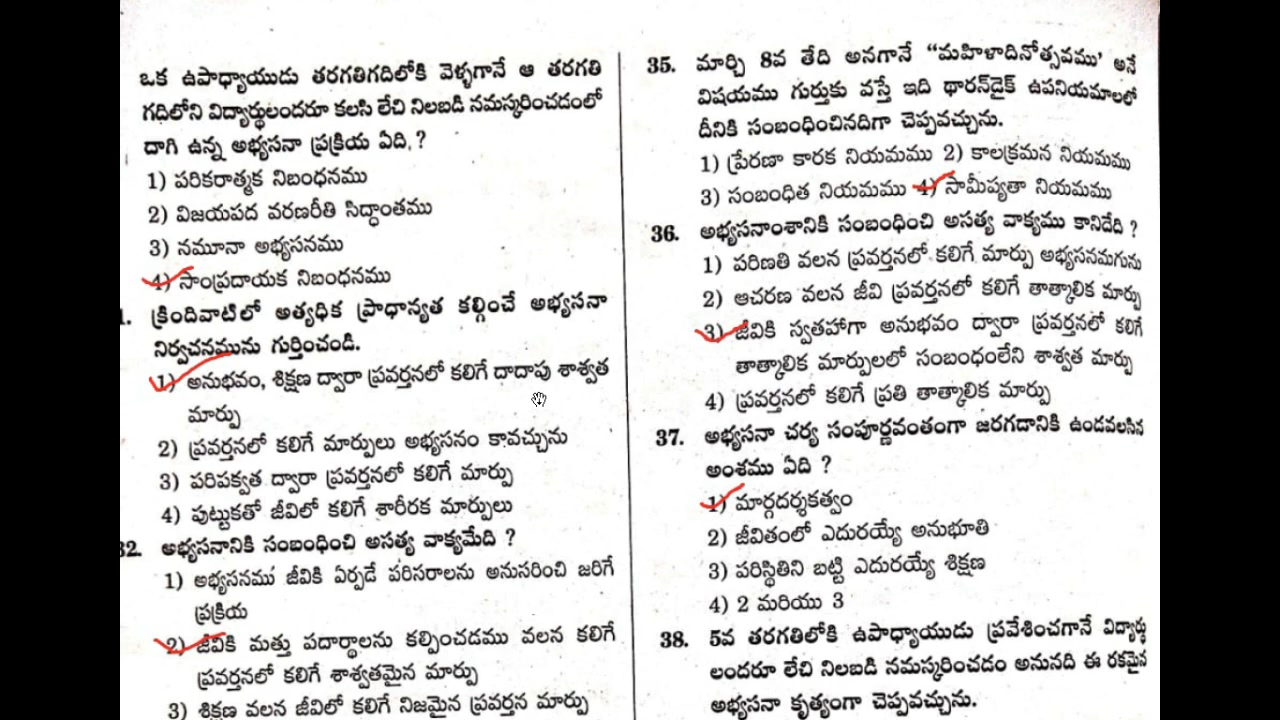 ఒక ఉపాధ్యాయుడు తరగతిగదిలోకి వెళ్ళగానే ఆ తరగతి
గదిలోని విద్యార్థులందరూ కలసి లేచి నిలబడి నమస్కరించడంలో
దాగి ఉన్న అభ్యసనా ప్రక్రియ ఏది. ?
1) పరికరాత్మక నిబంధనము
2) విజయపద వరణరీతి సిద్ధాంతము
3) నమూనా అభ్యసనము
4) సాంప్రదాయక నిబంధనము
1. క్రిందివాటిలో అత్యధిక ప్రాధాన్యత కల్గించే అభ్యసనా
నిర్వచనమును గుర్తించండి.
1) అనుభవం, శిక్షణ ద్వారా ప్రవర్తనలో కలిగే దాదాపు శాశ్వత
మార్పు
2) ప్రవర్తనలో కలిగే మార్పులు అభ్యసనం కావచ్చును
3) పరిపక్వత ద్వారా ప్రవర్తనలో కలిగే మార్పు
4) పుట్టుకతో జీవిలో కలిగే శారీరక మార్పులు
32. అభ్యసనానికి సంబంధించి అసత్య వాక్యమేది ?
1) అభ్యసనము జీవికి ఏర్పడే పరిసరాలను అనుసరించి జరిగే
ప్రక్రియ
2) జీవికి మత్తు పదార్థాలను కల్పించడము వలన కలిగే
ప్రవర్తనలో కలిగే శాశ్వతమైన మార్పు
3) శిక్షణ వలన జీవిలో కలిగే నిజమైన ప్రవర్తన మార్పు
35. మార్చి 8వ తేది అనగానే “మహిళాదినోత్సవము' అనే
విషయము గుర్తుకు వస్తే ఇది థారన్‌డైక్ ఉపనియమాలలో
దీనికి సంబంధించినదిగా చెప్పవచ్చును.
1) ప్రేరణా కారక నియమము 2) కాలక్రమన నియమము
3) సంబంధిత నియమము 4) సామీప్యతా నియమము
36. అభ్యసనాంశానికి సంబంధించి అసత్య వాక్యము కానిదేది ?
1) పరిణతి వలన ప్రవర్తనలో కలిగే మార్పు అభ్యసనమగును
2) ఆచరణ వలన జీవి ప్రవర్తనలో కలిగే తాత్కాలిక మార్పు
3) జీవికి స్వతహాగా అనుభవం ద్వారా ప్రవర్తనలో కలిగే
తాత్కాలిక మార్పులలో సంబంధంలేని శాశ్వత మార్పు
4) ప్రవర్తనలో కలిగే ప్రతి తాత్కాలిక మార్పు
37. అభ్యసనా చర్య సంపూర్ణవంతంగా జరగదానికి ఉండవలసిన
అంశము ఏది ?
1) మార్గదర్శకత్వం
2) జీవితంలో ఎదురయ్యే అనుభూతి
3) పరిస్థితిని బట్టి ఎదురయ్యే శిక్షణ
4) 2 మరియు 3
38. 5వ తరగతిలోకి ఉపాధ్యాయుడు ప్రవేశించగానే విద్యార్థు
లందరూ లేచి నిలబడి నమస్కరించడం అనునది ఈ రకమైన
అభ్యసనా కృత్యంగా చెప్పవచ్చును.